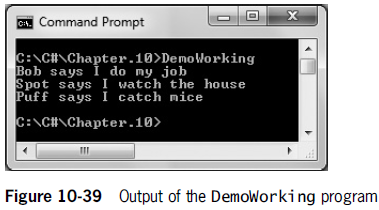 Command Prompt
C:\C#\Chapter.10>DemoWorking
Bob says I do my job
Spot says I watch the house
Puff says I catch mice
C:\C#\Chapter.10>
Figure 10-39 Output of the DemoWorking program